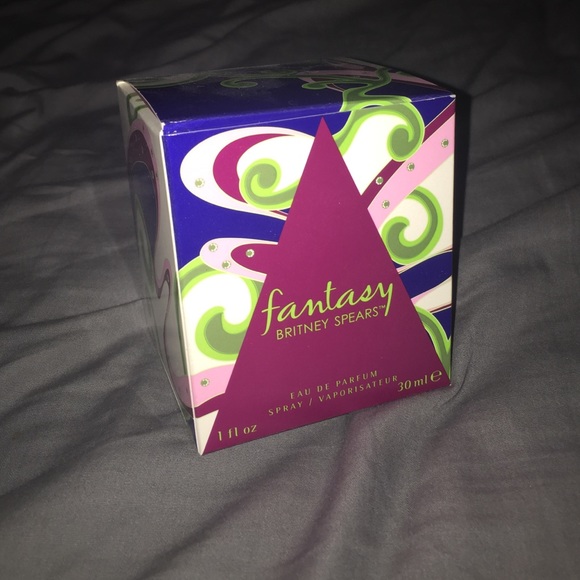 fantasy
BRITNEY SPEARS™
EAU DE PARFUM
SPRAY / VAPORISATEUR
1 fl oz 30 ml ℮